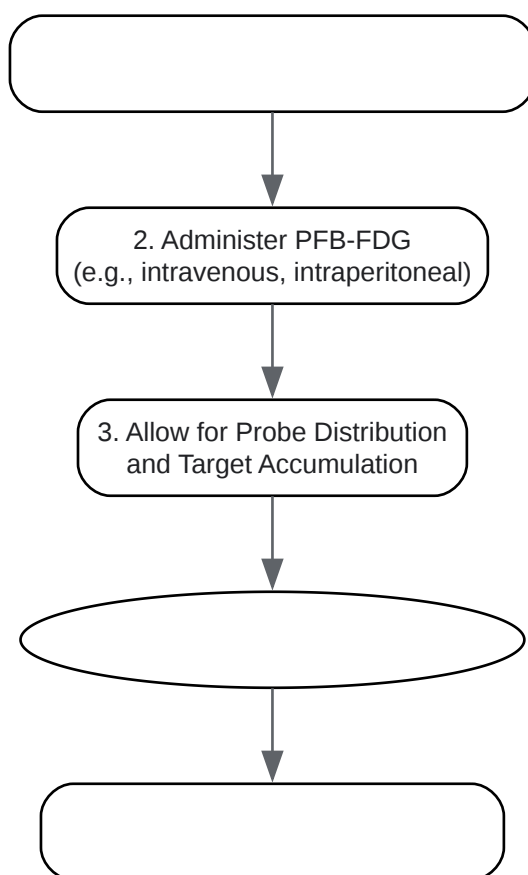 2. Administer PFB-FDG
(e.g., intravenous, intraperitoneal)
3. Allow for Probe Distribution
and Target Accumulation